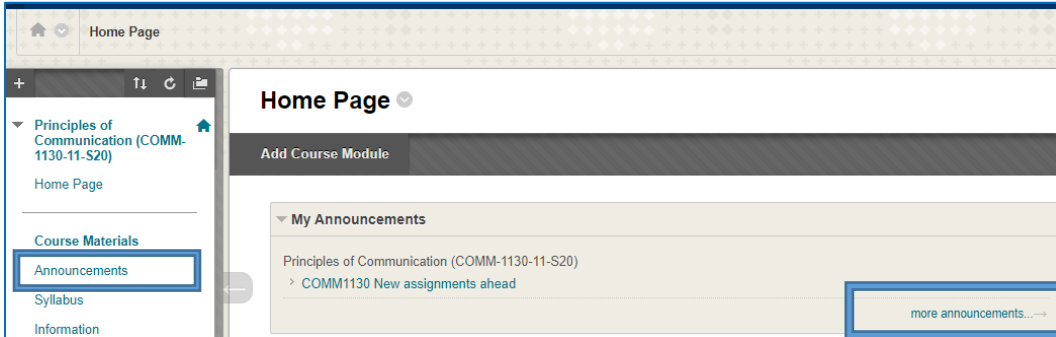 Home Page
Principles of
Communication (COMM-
1130-11-S20)
Home Page
Course Materials
Announcements
Syllabus
Information
Home Page
Add Course Module
My Announcements
Principles of Communication (COMM-1130-11-S20)
COMM1130 New assignments ahead
more announcements...→